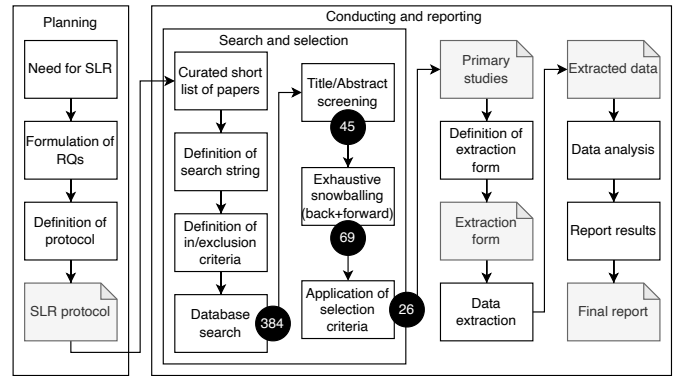 Planning
Need for SLR
Formulation of
RQs
Definition of
protocol
SLR protocol
Conducting and reporting
Search and selection
Curated short
list of papers
Definition of
search string
Definition of
in/exclusion
criteria
Database
search
384
Title/Abstract
screening
45
Exhaustive
snowballing
(back+forward)
69
Application of
selection
criteria
26
Primary
studies
Definition of
extraction
form
Extraction
form
Data
extraction
Extracted data
Data analysis
Report results
Final report